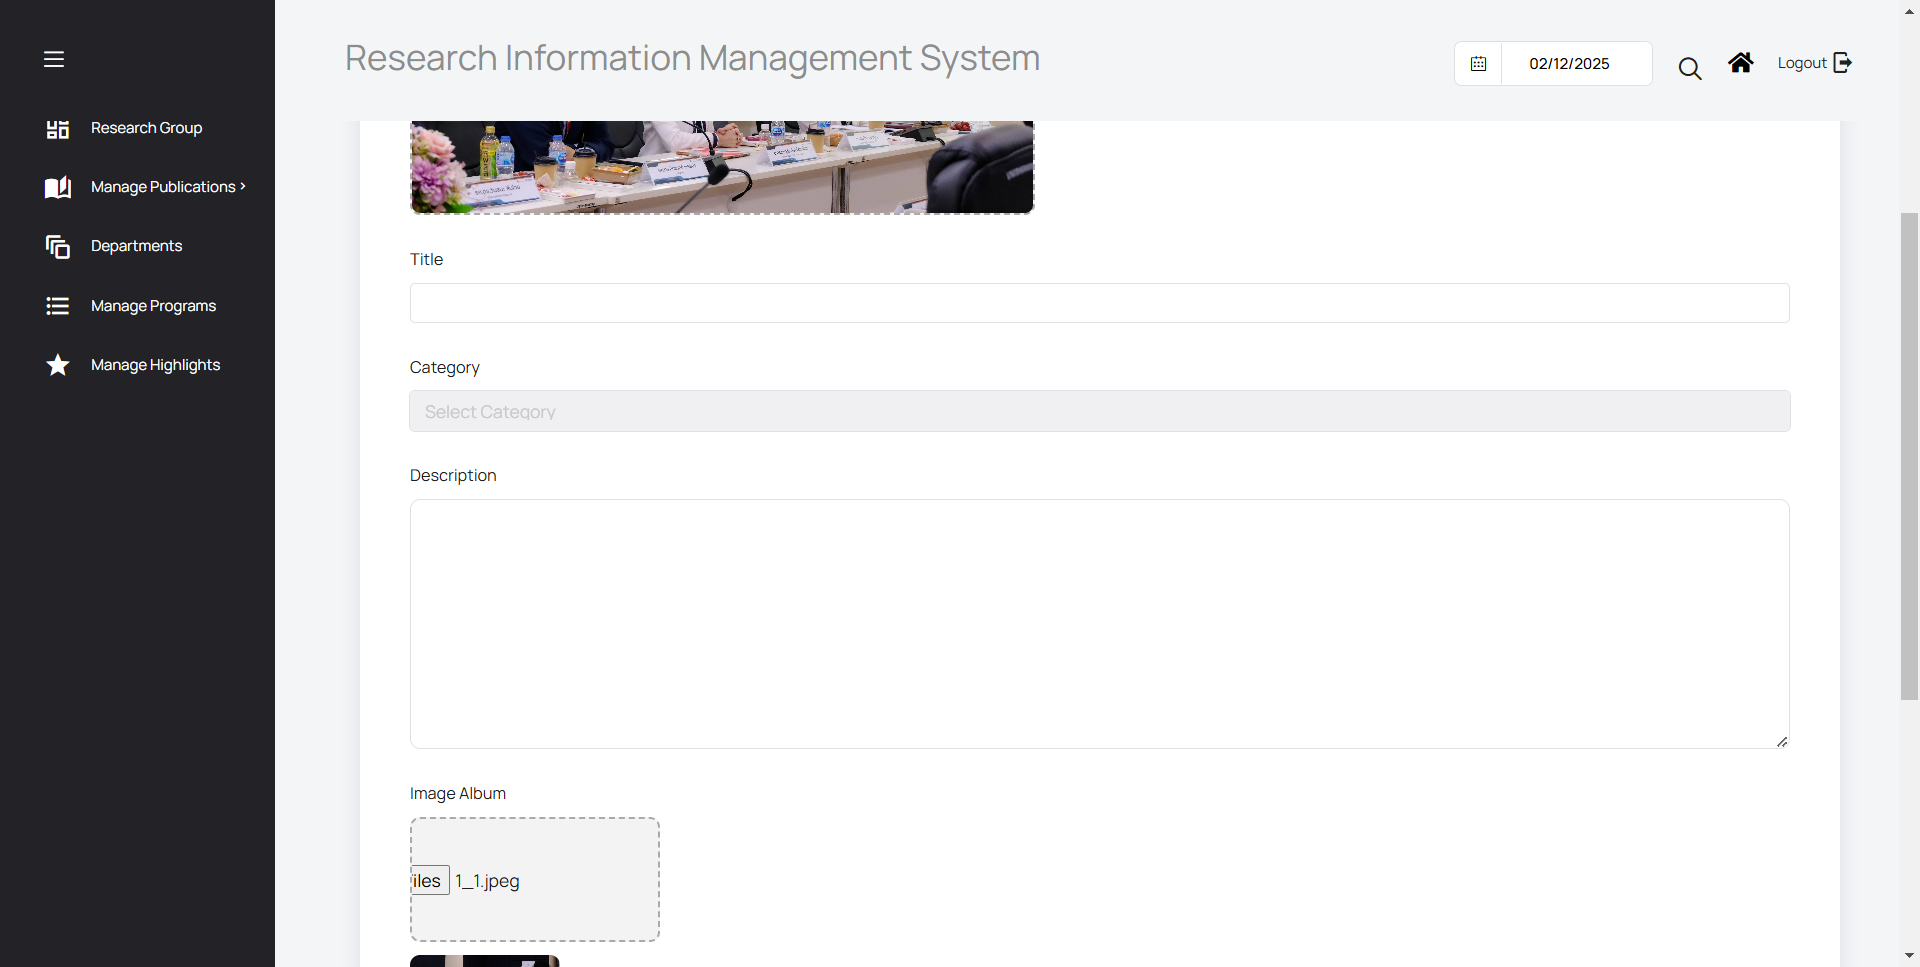 Research Information Management System
02/12/2025
Logout
Research Group
Manage Publications
Departments
Manage Programs
Manage Highlights
Title
Category
Select Category
Description
Image Album
iles 1_1.jpeg